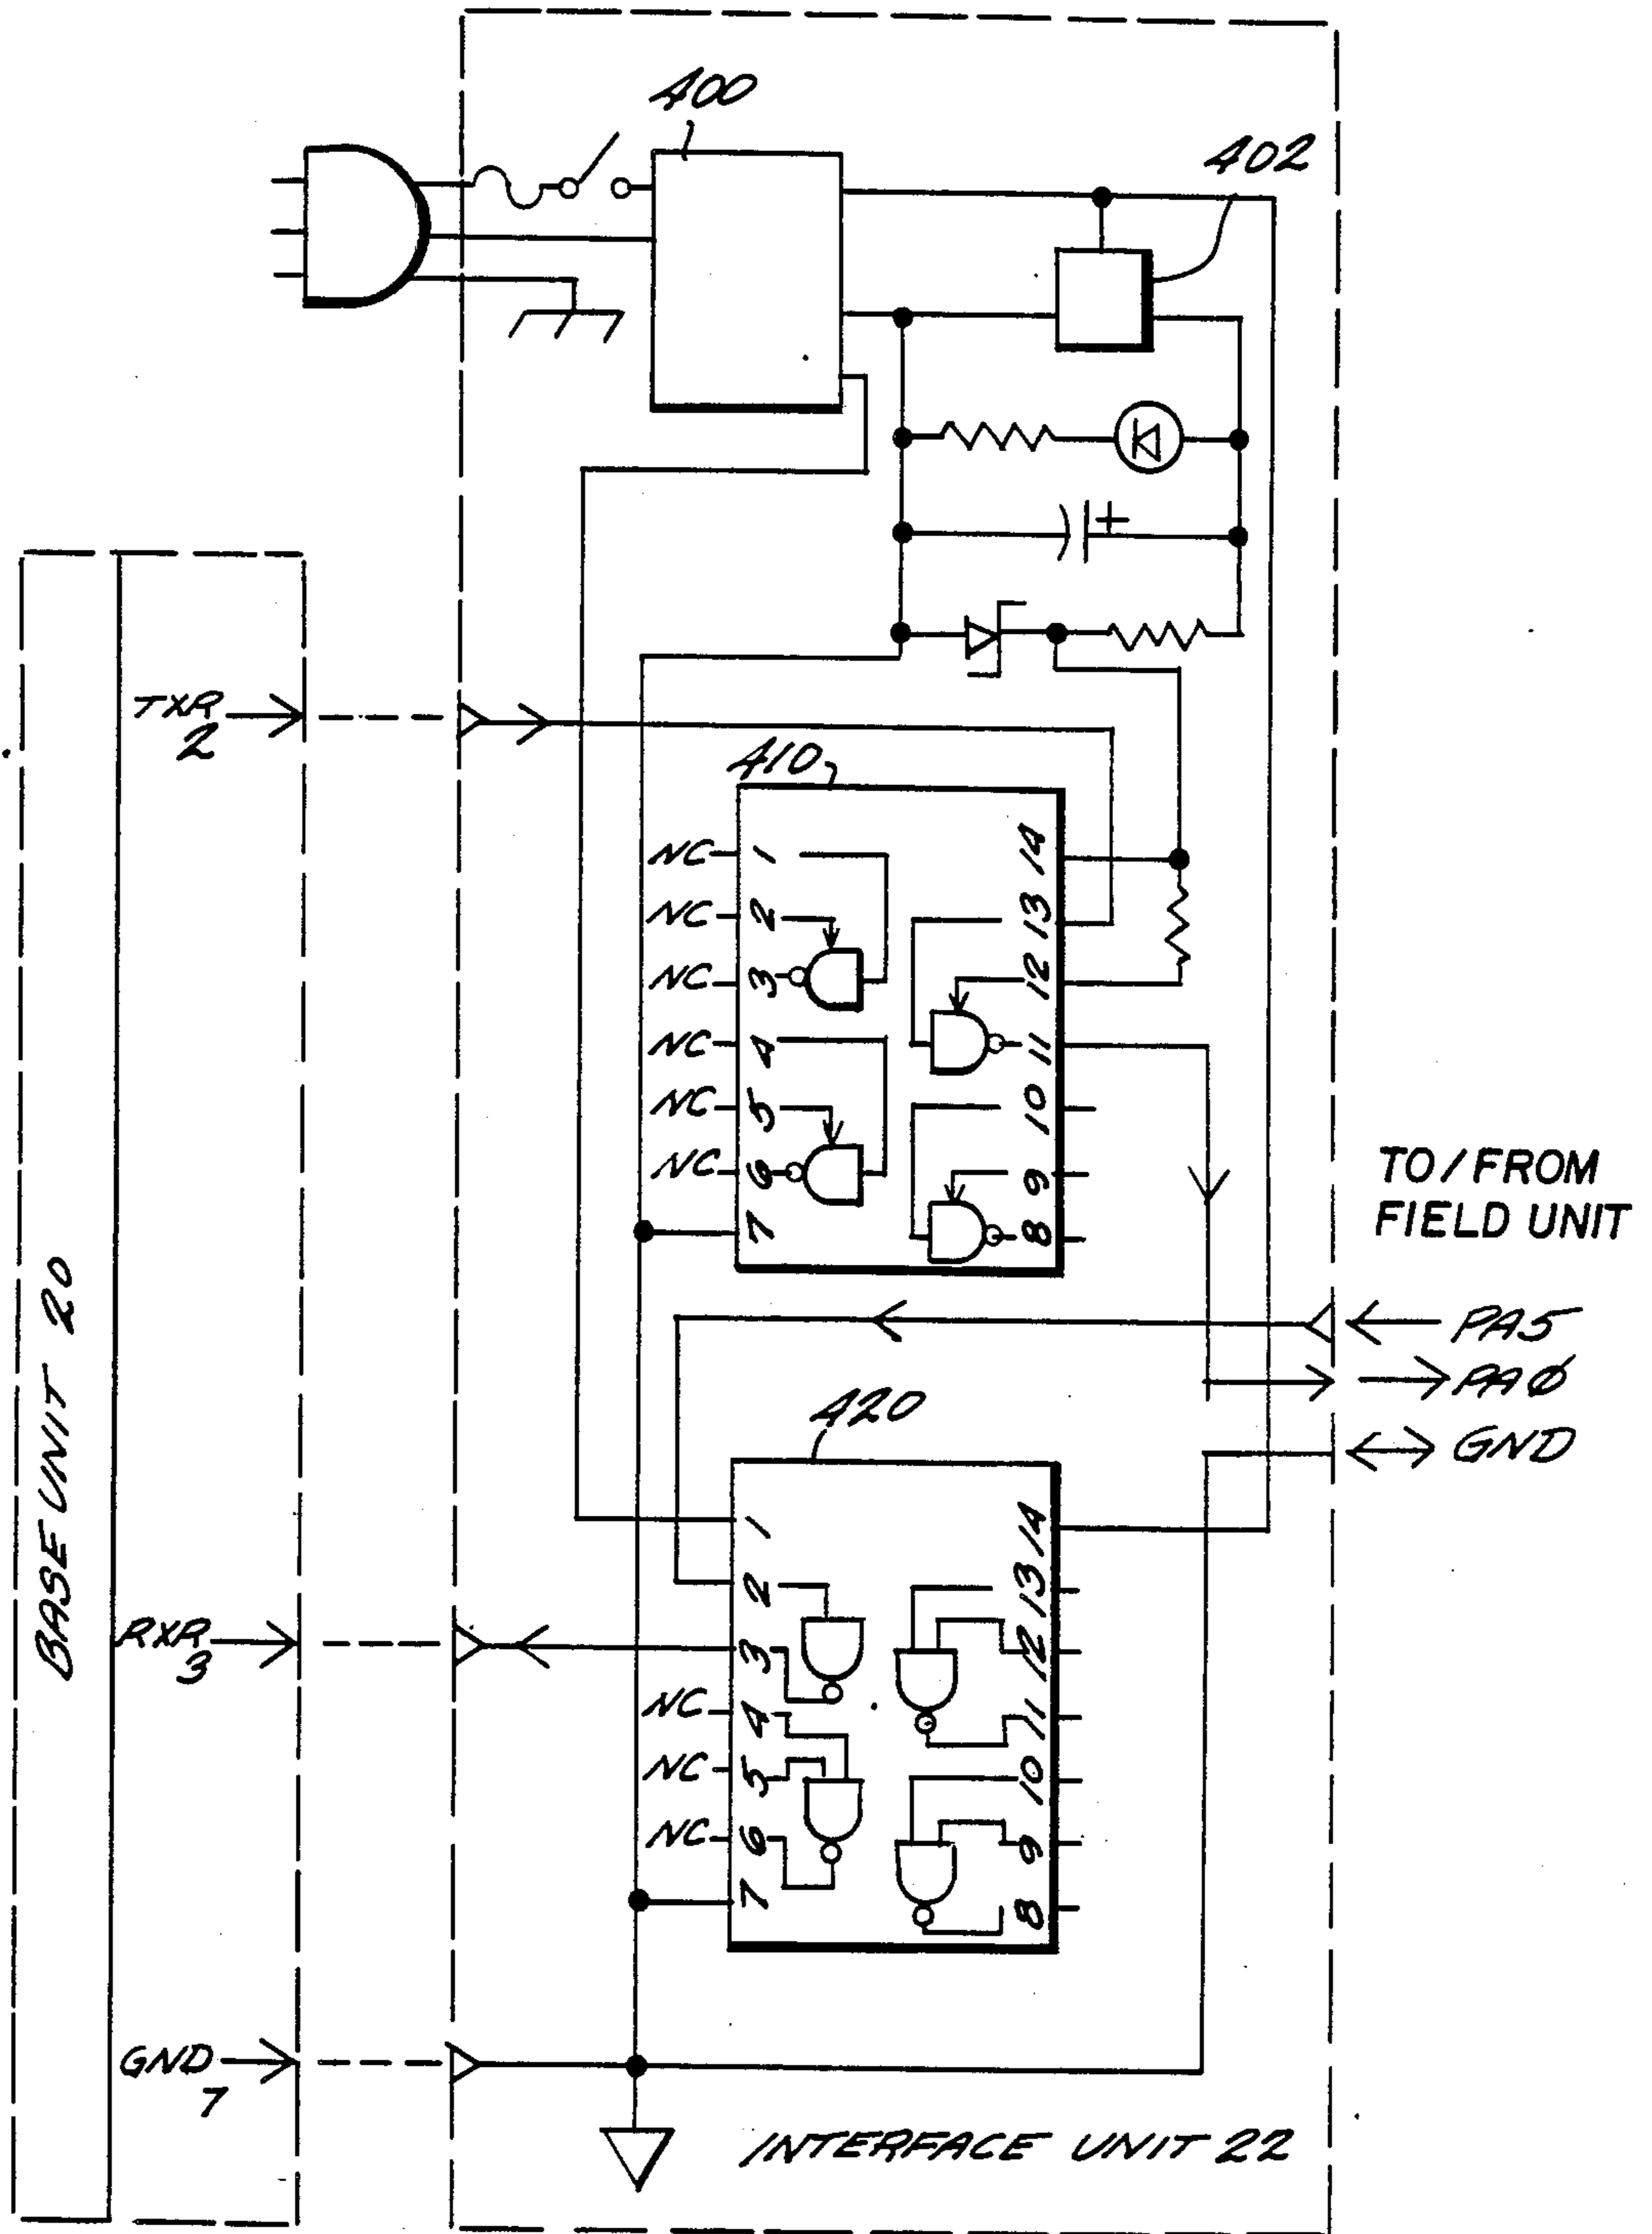 400
402
TXR
2
410
NC 1
NC 2
NC 3
NC 4
NC 5
NC 6
7
14
13
12
11
10
9
8
TO/FROM
FIELD UNIT
PA5
PAØ
GND
420
BASE UNIT 20
1
2
RXR
3
3
NC 4
NC 5
NC 6
7
14
13
12
11
10
9
8
GND
7
INTERFACE UNIT 22